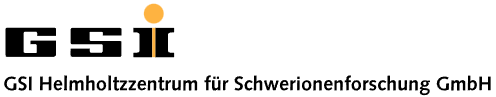 GSI
GSI Helmholtzzentrum für Schwerionenforschung GmbH